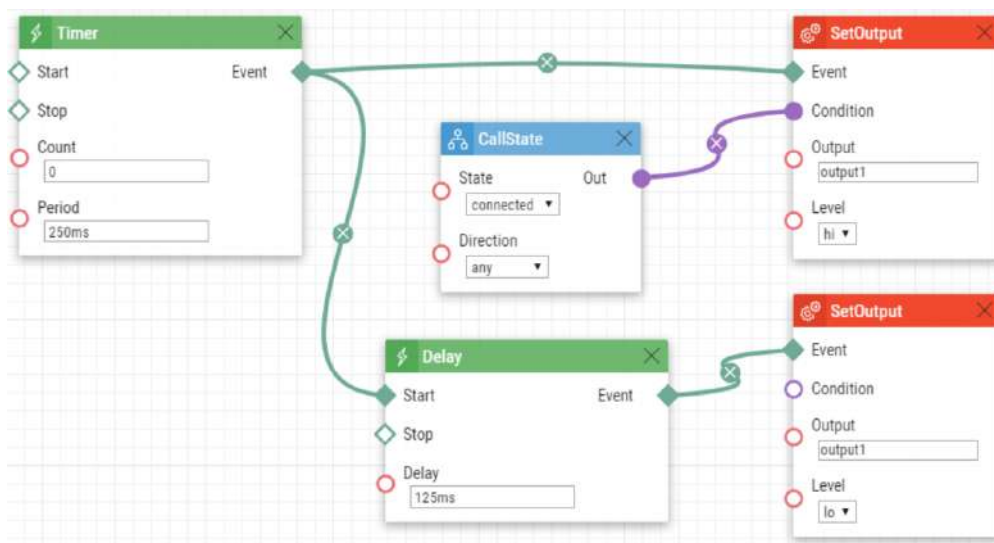 Timer
Start Event
Stop
Count
0
Period
250ms
CallState
State Out
connected
Direction
any
SetOutput
Event
Condition
Output
output1
Level
hi
Delay
Start Event
Stop
Delay
125ms
SetOutput
Event
Condition
Output
output1
Level
lo